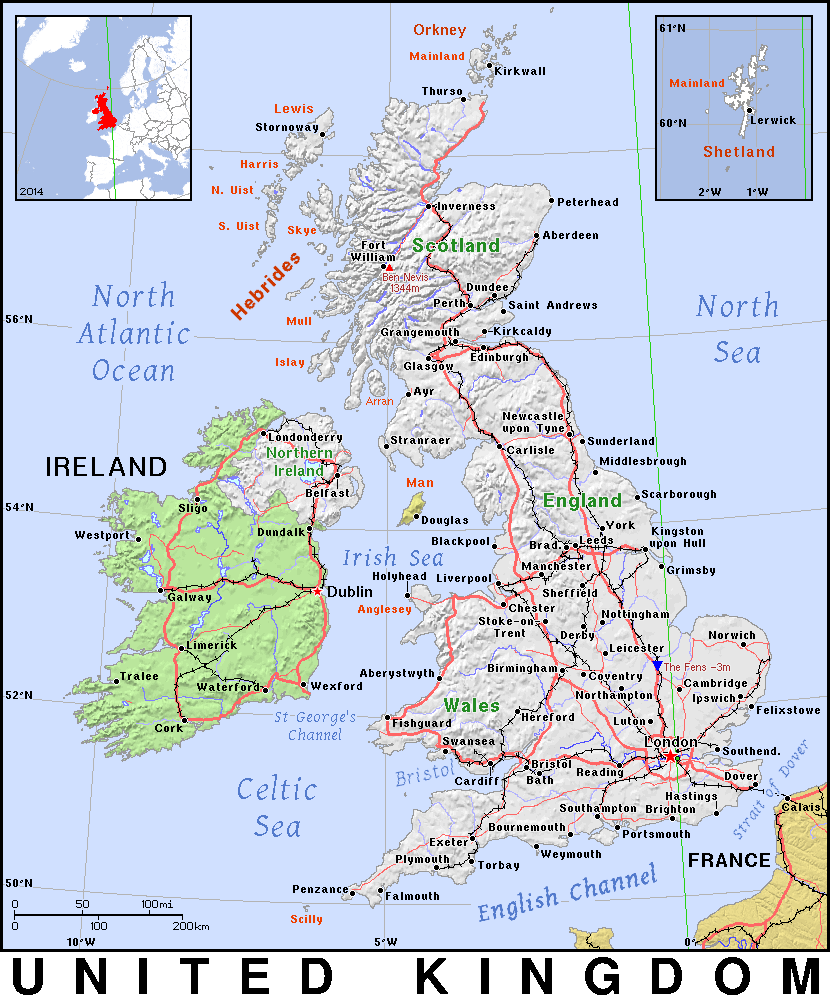 Orkney
Mainland
Kirkwall
Thurso
61°N
Mainland
60°N
Lerwick
Shetland
2°W
1°W
2014
Lewis
Stornoway
Harris
N. Uist
S. Uist
Skye
Hebrides
Inverness
Peterhead
Scotland
Aberdeen
Fort
William
Ben Nevis
1344m
Dundee
Perth
Saint Andrews
North
Atlantic
Ocean
North
Sea
56°N
Mull
Grangemouth
Kirkcaldy
Islay
Glasgow
Edinburgh
Arran
Ayr
Stranraer
Newcastle
upon Tyne
Sunderland
Carlisle
Middlesbrough
Londonderry
Northern
Ireland
Belfast
IRELAND
Man
Douglas
England
Scarborough
54°N
Sligo
Westport
Dundalk
York
Kingston
upon Hull
Blackpool
Brad.
Leeds
Irish Sea
Manchester
Grimsby
Holyhead
Liverpool
Anglesey
Sheffield
Galway
Dublin
Chester
Stoke-on-
Trent
Nottingham
Derby
Norwich
Limerick
Leicester
The Fens -3m
Tralee
Aberystwyth
Birmingham
Coventry
Cambridge
52°N
Waterford
Wexford
Northampton
Ipswich
Felixstowe
Wales
Hereford
Luton
Cork
St George's
Channel
Fishguard
London
Swansea
Southend.
Bristol
Cardiff
Bristol
Bath
Reading
Dover
Strait of Dover
Celtic
Sea
Hastings
Calais
Southampton
Brighton
Bournemouth
Portsmouth
Exeter
Weymouth
Plymouth
Torbay
FRANCE
50°N
Penzance
Falmouth
English Channel
Scilly
0 50 100mi
0 100 200km
10°W
5°W
0°
UNITED KINGDOM